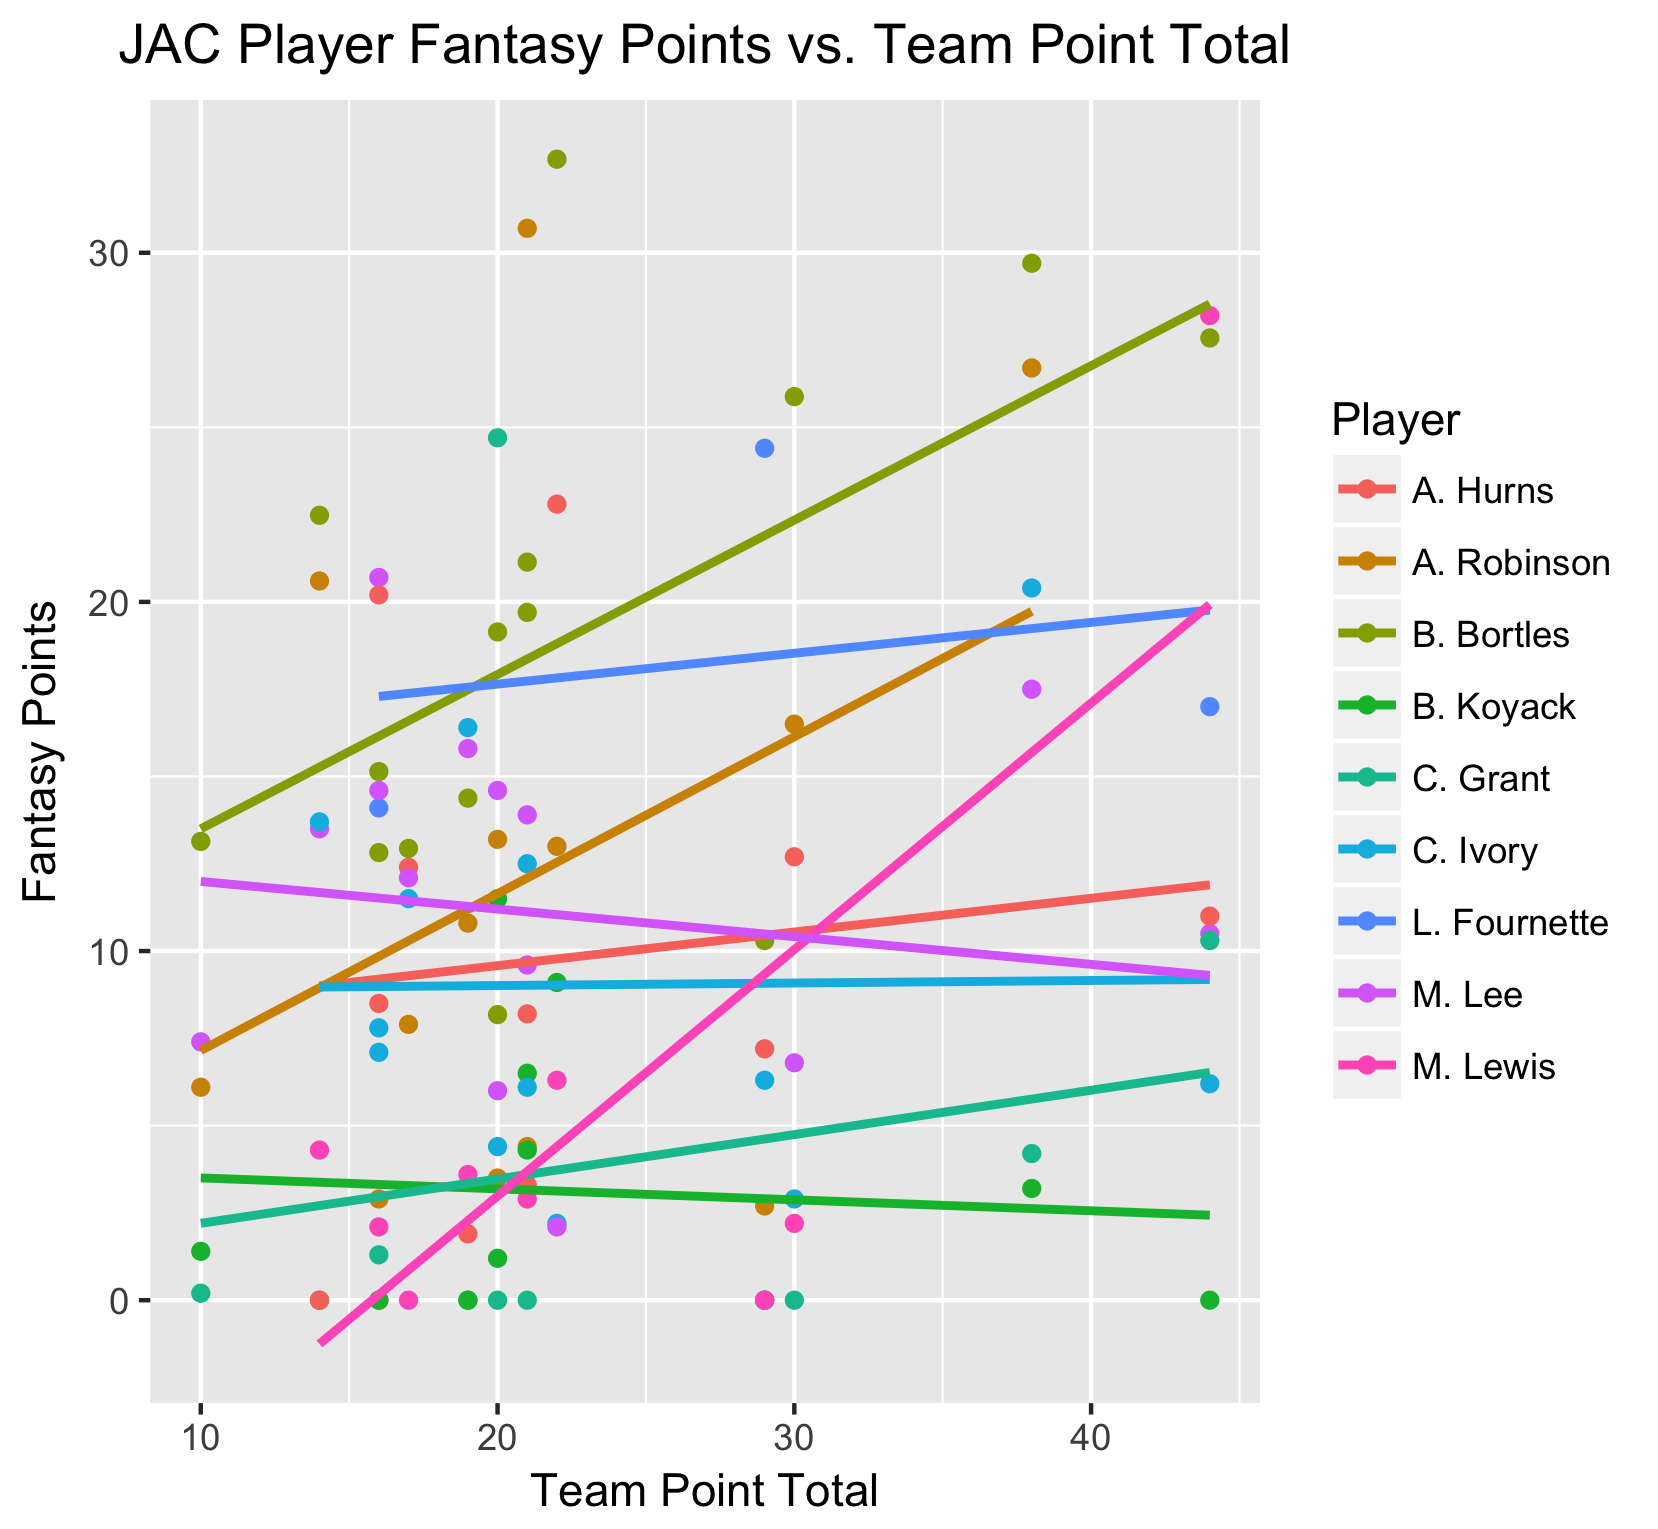 JAC Player Fantasy Points vs. Team Point Total
Fantasy Points
30
20
10
0
10 20 30 40
Team Point Total
Player
A. Hurns
A. Robinson
B. Bortles
B. Koyack
C. Grant
C. Ivory
L. Fournette
M. Lee
M. Lewis